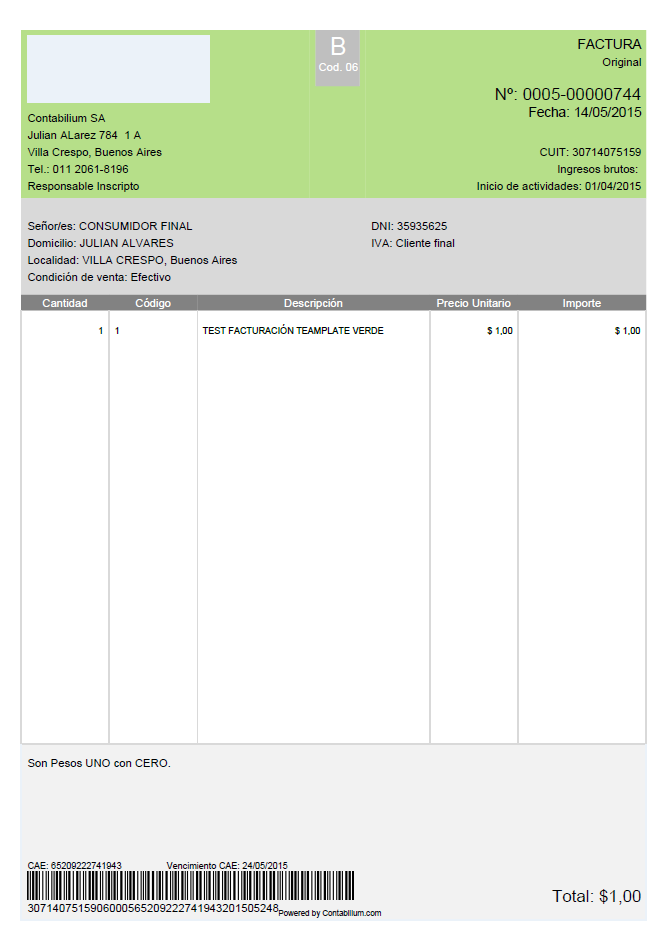 B
Cod. 06
FACTURA
Original
Nº: 0005-00000744
Fecha: 14/05/2015
Contabilium SA
Julian ALarez 784 1 A
Villa Crespo, Buenos Aires
Tel.: 011 2061-8196
Responsable Inscripto
CUIT: 30714075159
Ingresos brutos:
Inicio de actividades: 01/04/2015
Señor/es: CONSUMIDOR FINAL
Domicilio: JULIAN ALVARES
Localidad: VILLA CRESPO, Buenos Aires
Condición de venta: Efectivo
DNI: 35935625
IVA: Cliente final
Cantidad Código Descripción Precio Unitario Importe
1 1 TEST FACTURACIÓN TEAMPLATE VERDE $ 1,00 $ 1,00
Son Pesos UNO con CERO.
CAE: 65209222741943 Vencimiento CAE: 24/05/2015
307140751590600056520922274194320150524​8
Powered by Contabilium.com
Total: $1,00